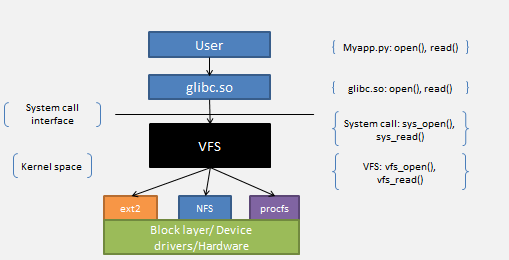 User
Myapp.py: open(), read()
glibc.so
glibc.so: open(), read()
System call
interface
System call: sys_open(),
sys_read()
VFS
Kernel space
VFS: vfs_open(),
vfs_read()
ext2
NFS
procfs
Block layer/ Device
drivers/Hardware